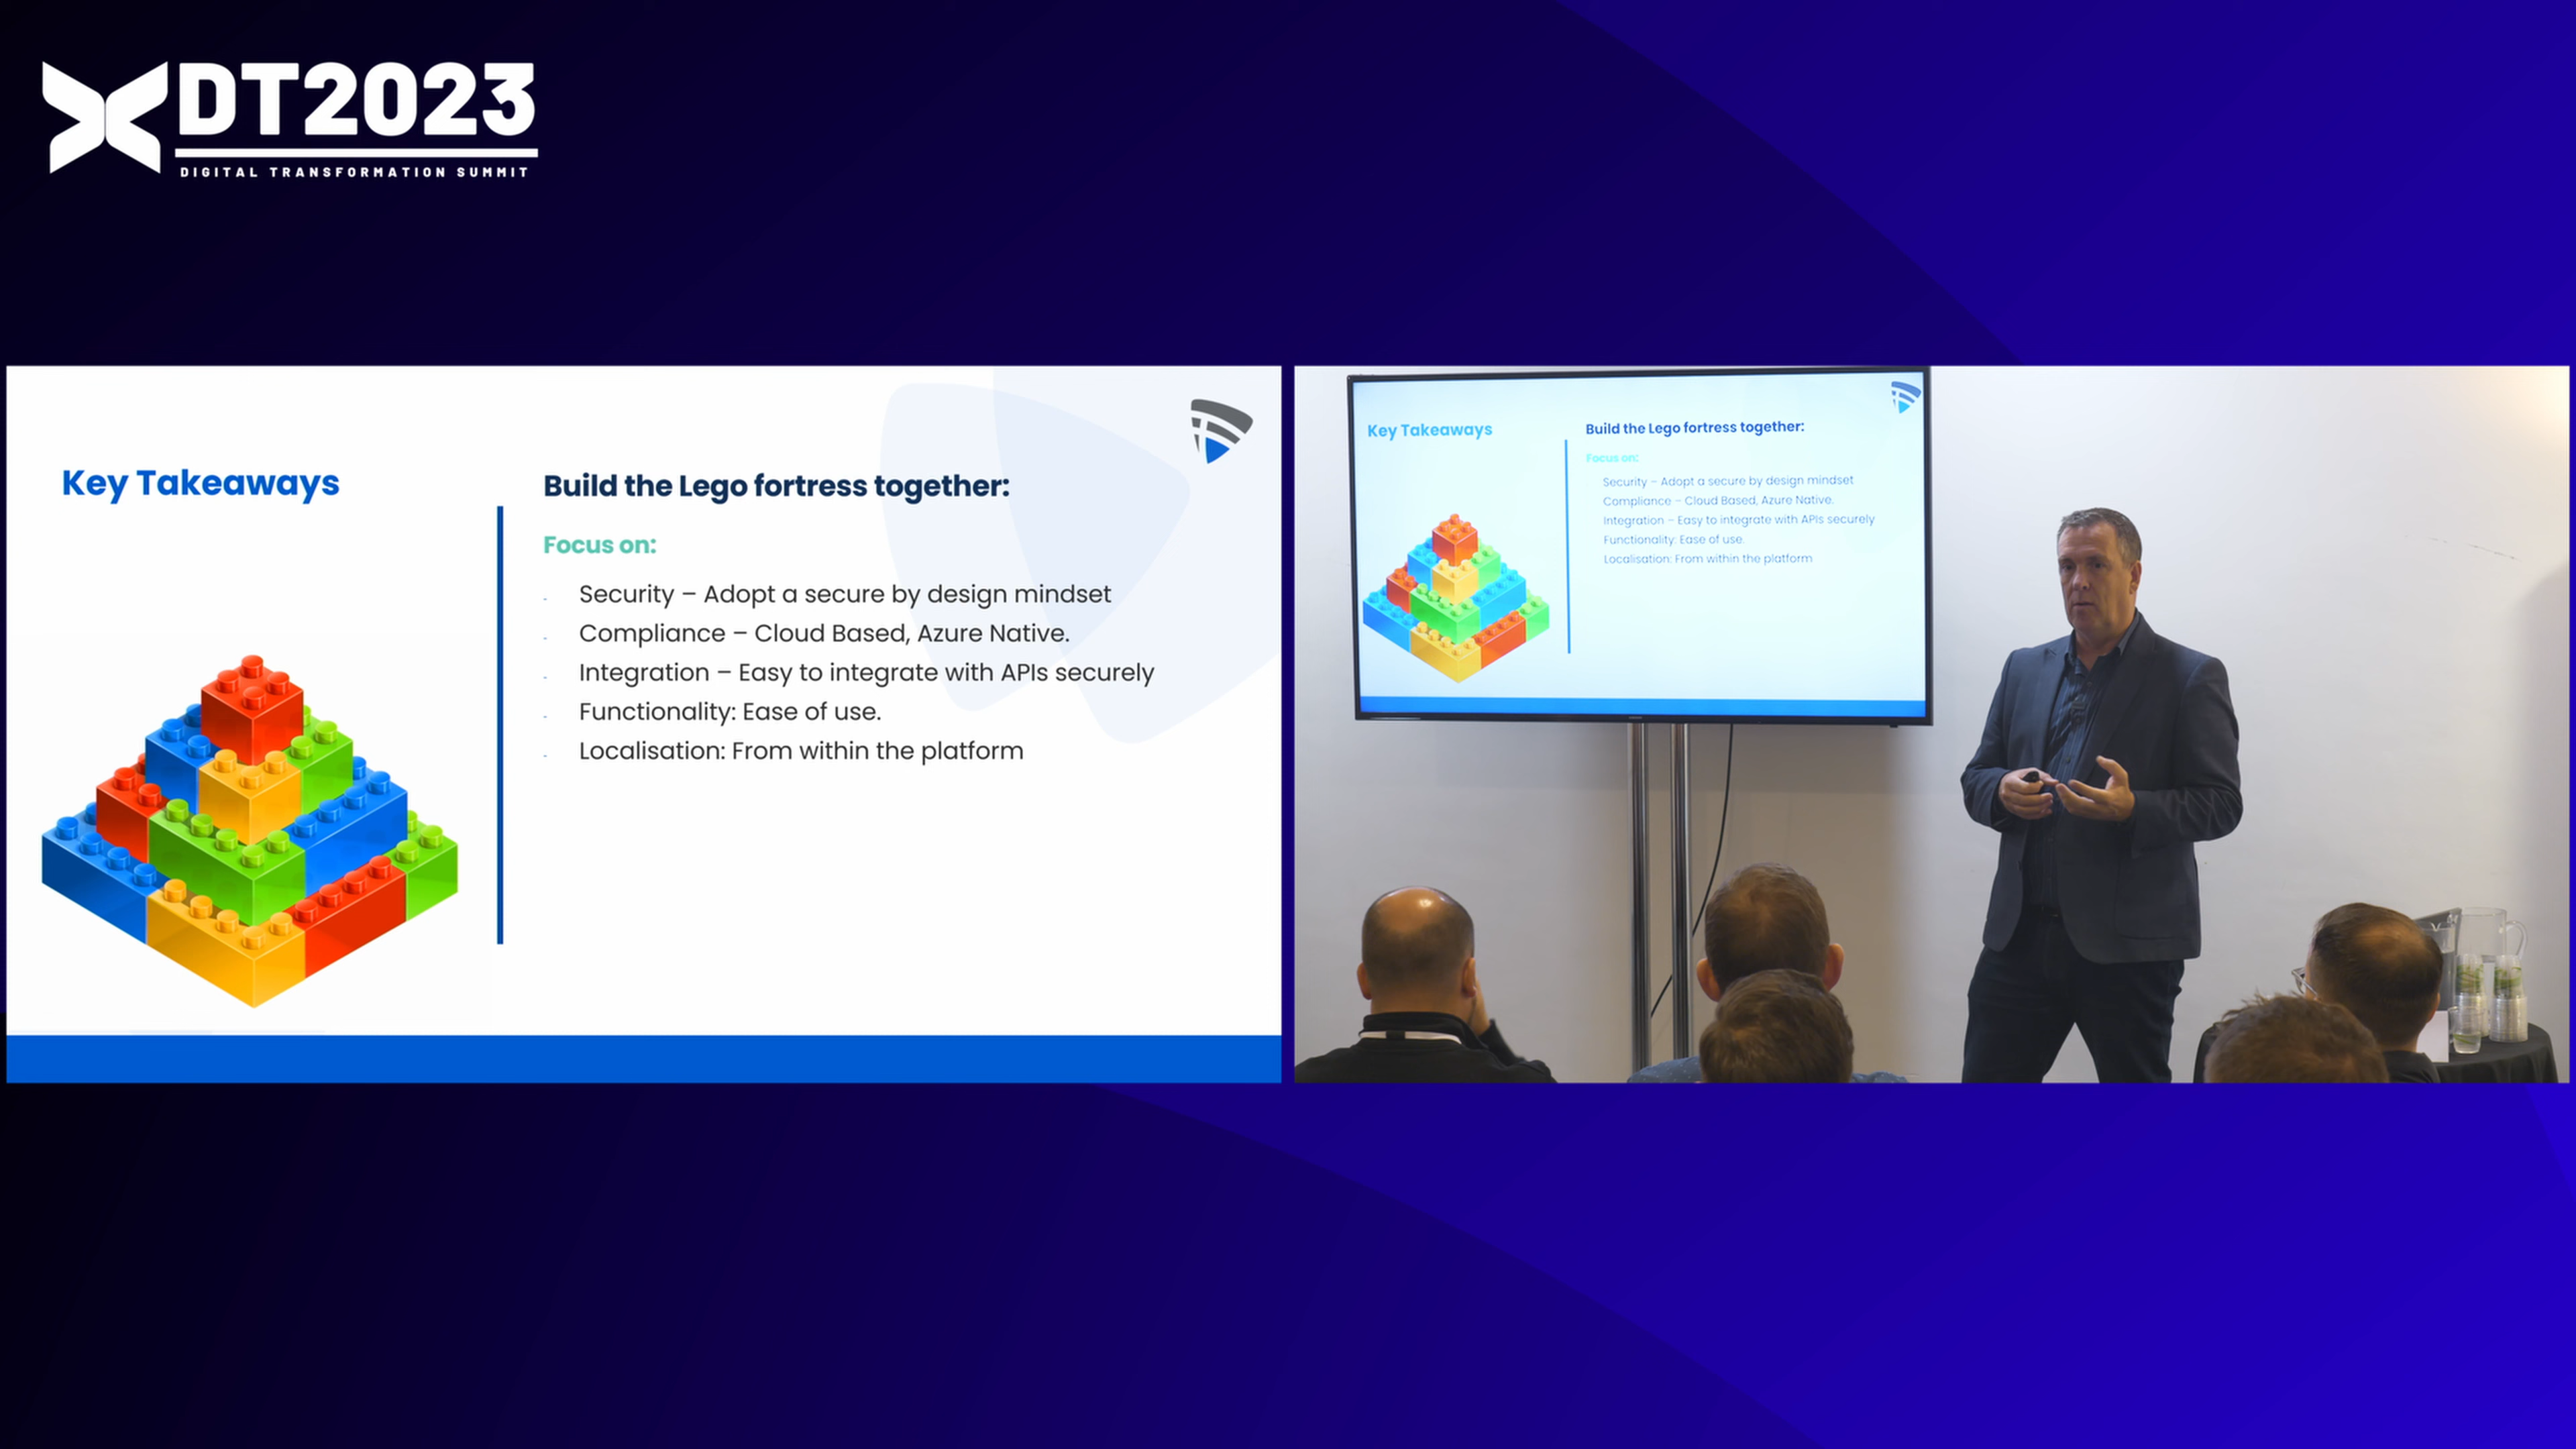 DT2023
DIGITAL TRANSFORMATION SUMMIT
Key Takeaways
Build the Lego fortress together:
Focus on:
- Security – Adopt a secure by design mindset
- Compliance – Cloud Based, Azure Native.
- Integration – Easy to integrate with APIs securely
- Functionality: Ease of use.
- Localisation: From within the platform
Key Takeaways
Build the Lego fortress together:
Focus on:
Security – Adopt a secure by design mindset
Compliance – Cloud Based, Azure Native.
Integration – Easy to integrate with APIs securely
Functionality: Ease of use.
Localisation: From within the platform